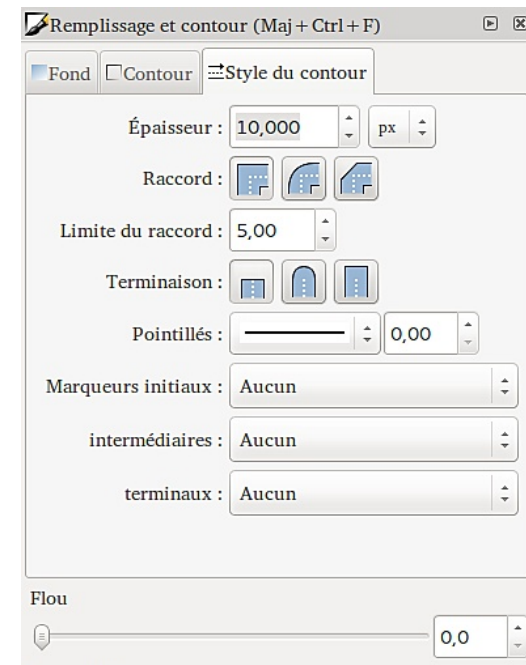 Remplissage et contour (Maj+Ctrl+F)
Fond Contour Style du contour
Épaisseur : 10,000 px
Raccord :
Limite du raccord : 5,00
Terminaison :
Pointillés : 0,00
Marqueurs initiaux : Aucun
intermédiaires : Aucun
terminaux : Aucun
Flou
0,0